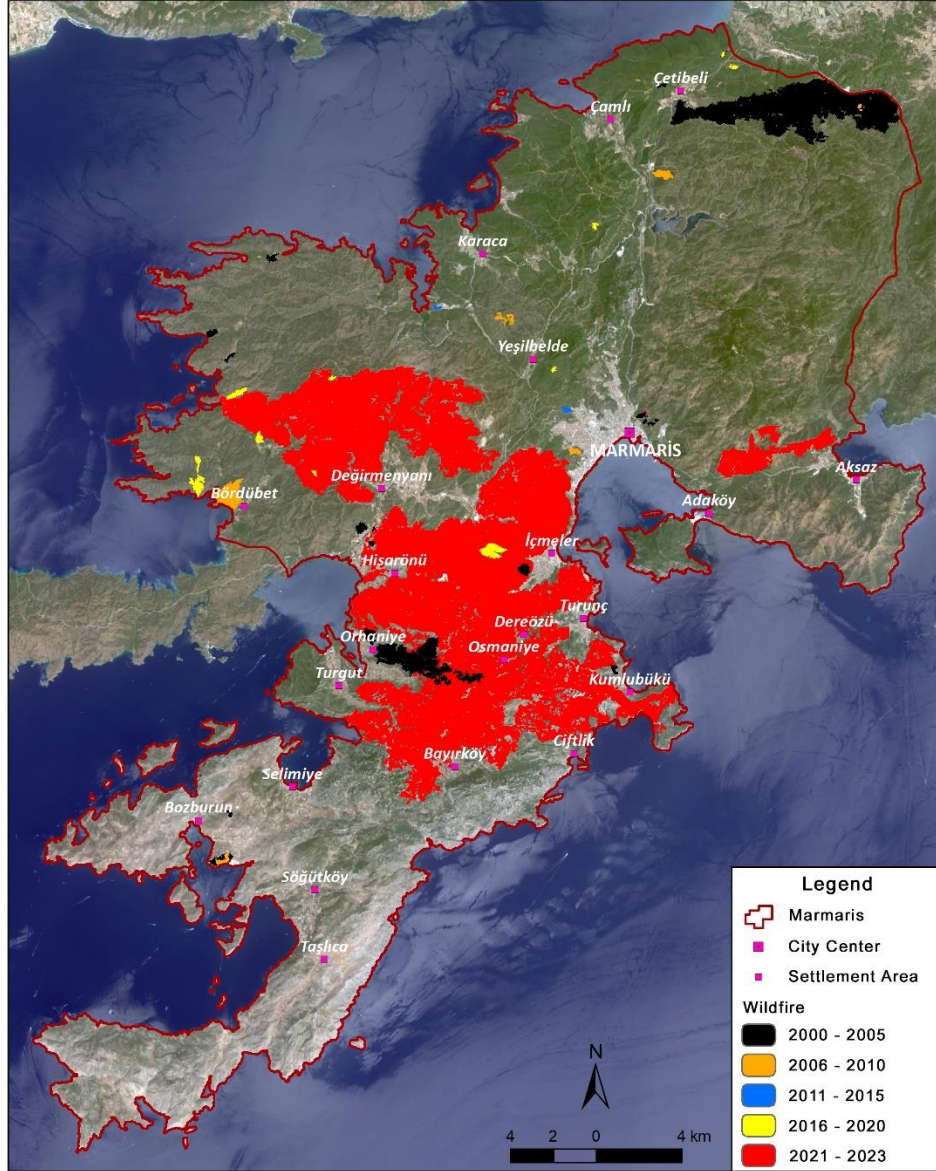 Çetibeli
Çamlı
Karaca
Yeşilbelde
MARMARİS
Değirmenyanı
Aksaz
Bördübet
Adaköy
İçmeler
Hisarönü
Turunç
Dereözü
Orhaniye
Osmaniye
Turgut
Kumlubükü
Çiftlik
Bayırköy
Selimiye
Bozburun
Söğütköy
Taşlıca
Legend
Marmaris
City Center
Settlement Area
Wildfire
2000 - 2005
2006 - 2010
2011 - 2015
2016 - 2020
2021 - 2023
N
4 2 0 4 km